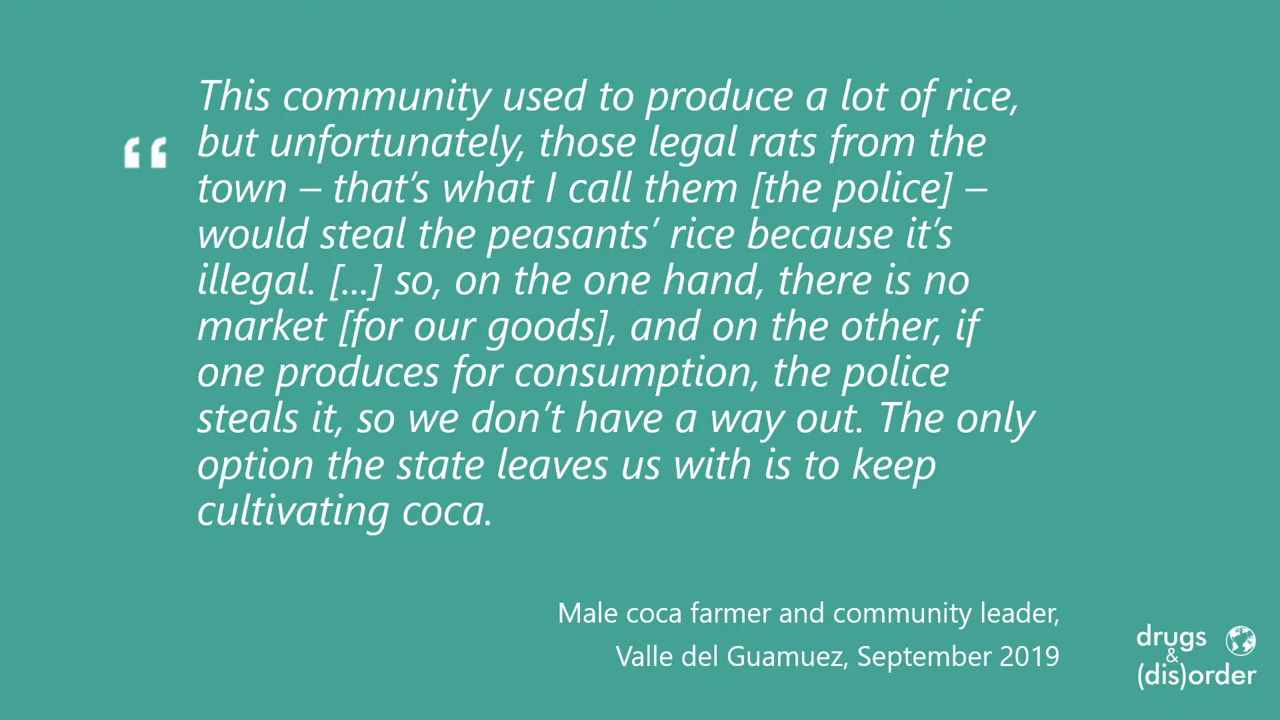 “
This community used to produce a lot of rice,
but unfortunately, those legal rats from the
town – that’s what I call them [the police] –
would steal the peasants’ rice because it’s
illegal. [...] so, on the one hand, there is no
market [for our goods], and on the other, if
one produces for consumption, the police
steals it, so we don’t have a way out. The only
option the state leaves us with is to keep
cultivating coca.
Male coca farmer and community leader,
Valle del Guamuez, September 2019
drugs
&
(dis)order